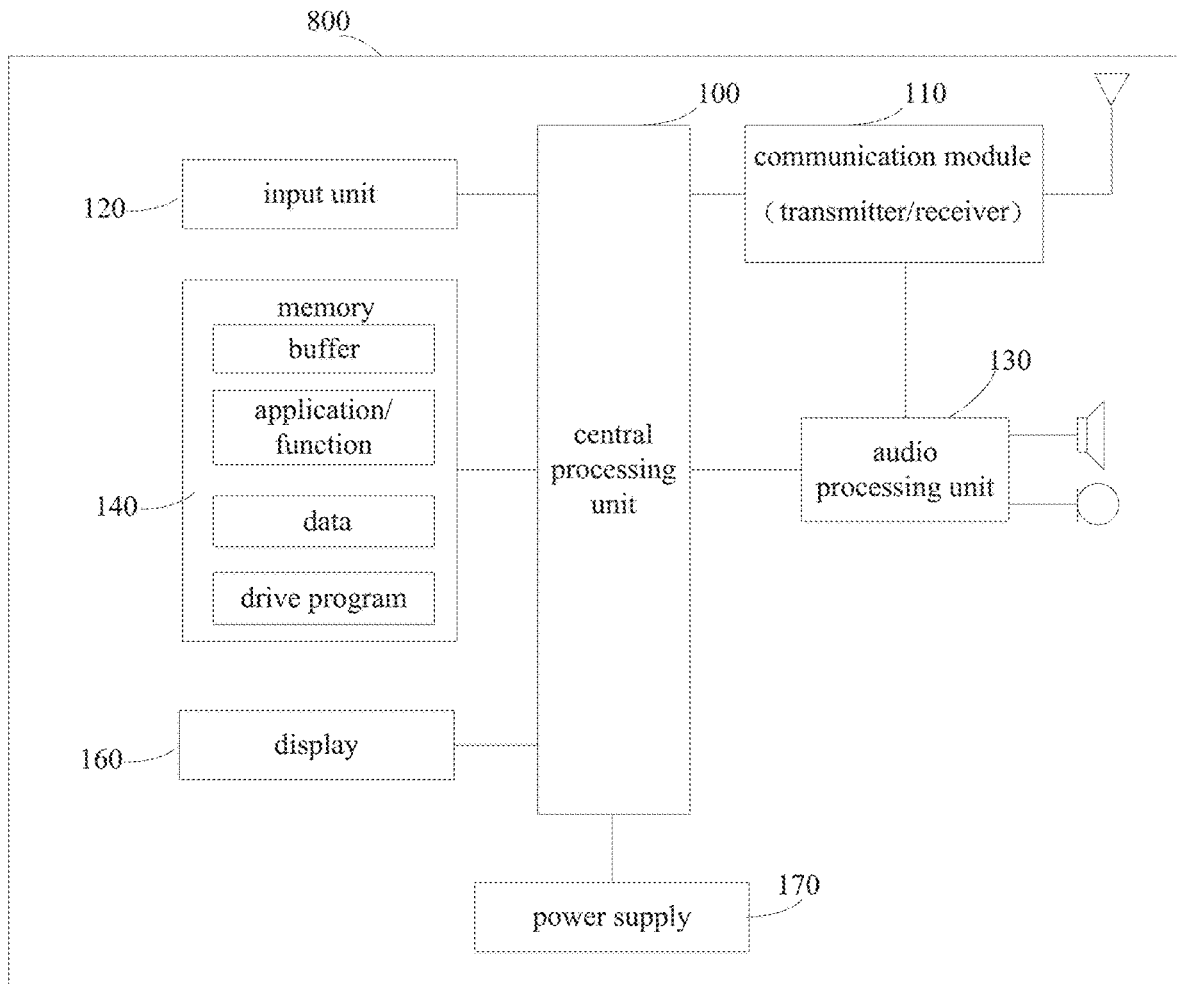 800
100
110
120
input unit
communication module
（transmitter/receiver）
memory
buffer
application/
function
data
drive program
140
central
processing
unit
130
audio
processing unit
160
display
power supply
170